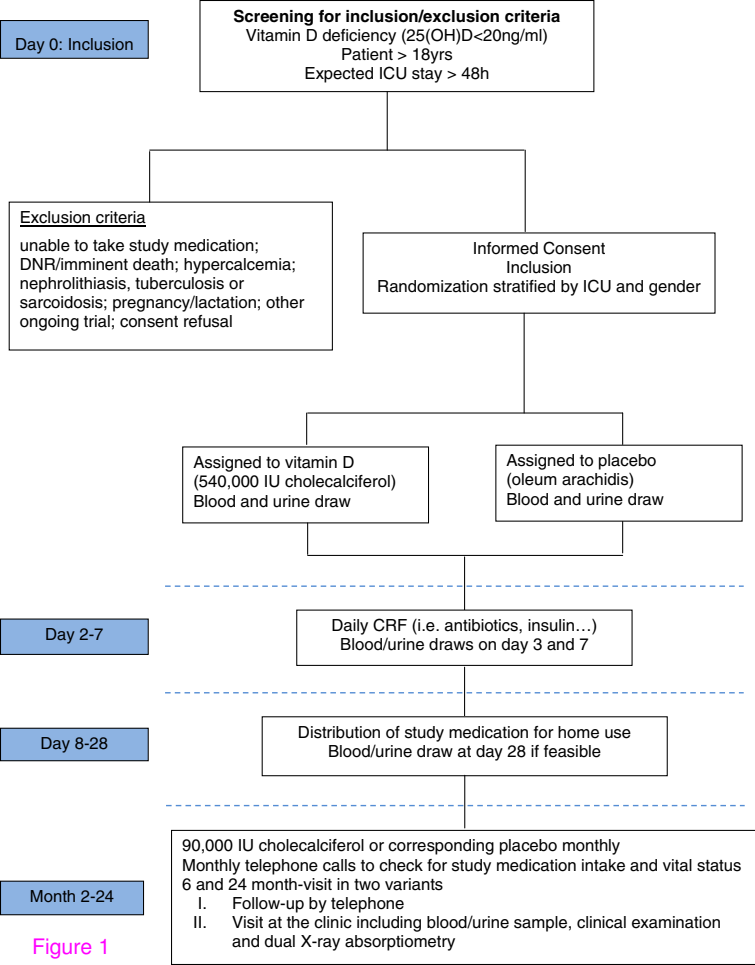 Day 0: Inclusion
Screening for inclusion/exclusion criteria
Vitamin D deficiency (25(OH)D<20ng/ml)
Patient > 18yrs
Expected ICU stay > 48h
Exclusion criteria
unable to take study medication;
DNR/imminent death; hypercalcemia;
nephrolithiasis, tuberculosis or
sarcoidosis; pregnancy/lactation; other
ongoing trial; consent refusal
Informed Consent
Inclusion
Randomization stratified by ICU and gender
Assigned to vitamin D
(540,000 IU cholecalciferol)
Blood and urine draw
Assigned to placebo
(oleum arachidis)
Blood and urine draw
Day 2-7
Daily CRF (i.e. antibiotics, insulin…)
Blood/urine draws on day 3 and 7
Day 8-28
Distribution of study medication for home use
Blood/urine draw at day 28 if feasible
Month 2-24
90,000 IU cholecalciferol or corresponding placebo monthly
Monthly telephone calls to check for study medication intake and vital status
6 and 24 month-visit in two variants
I. Follow-up by telephone
II. Visit at the clinic including blood/urine sample, clinical examination
and dual X-ray absorptiometry
Figure 1